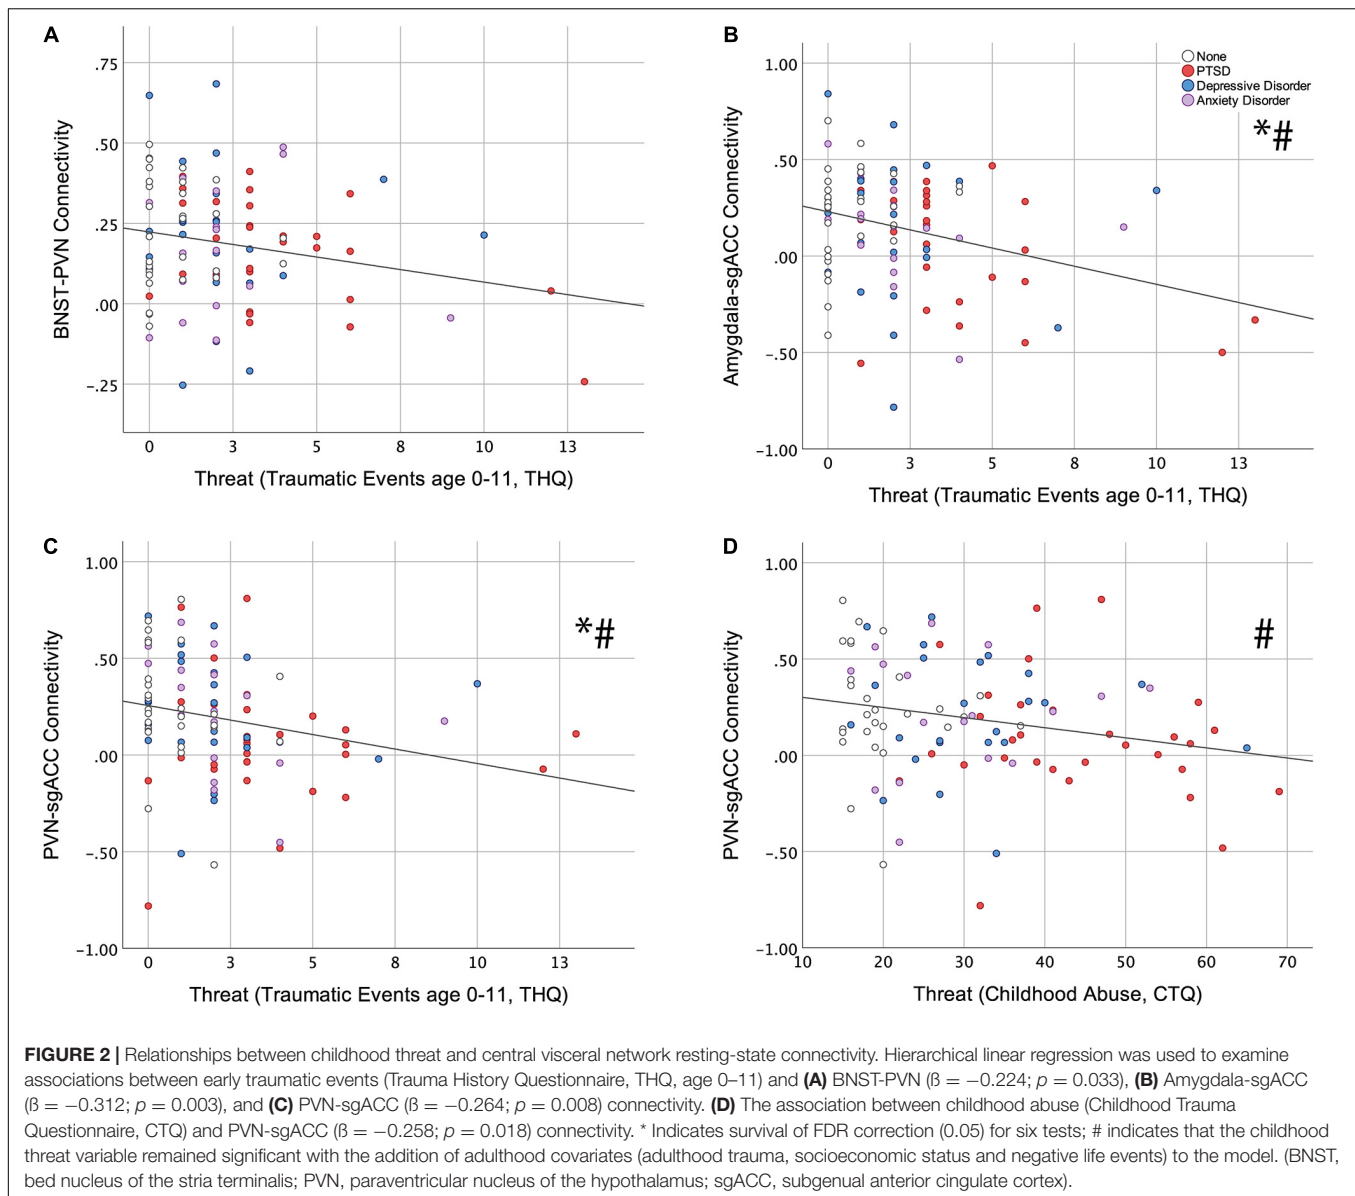 A
.75
.50
.25
.00
-.25
BNST-PVN Connectivity
0 3 5 8 10 13
Threat (Traumatic Events age 0-11, THQ)
B
None
PTSD
Depressive Disorder
Anxiety Disorder
*#
1.00
.50
.00
-.50
-1.00
Amygdala-sgACC Connectivity
0 3 5 8 10 13
Threat (Traumatic Events age 0-11, THQ)
C
*#
1.00
.50
.00
-.50
-1.00
PVN-sgACC Connectivity
0 3 5 8 10 13
Threat (Traumatic Events age 0-11, THQ)
D
#
1.00
.50
.00
-.50
-1.00
PVN-sgACC Connectivity
10 20 30 40 50 60 70
Threat (Childhood Abuse, CTQ)
FIGURE 2 | Relationships between childhood threat and central visceral network resting-state connectivity. Hierarchical linear regression was used to examine
associations between early traumatic events (Trauma History Questionnaire, THQ, age 0–11) and (A) BNST-PVN (ß = −0.224; p = 0.033), (B) Amygdala-sgACC
(ß = −0.312; p = 0.003), and (C) PVN-sgACC (ß = −0.264; p = 0.008) connectivity. (D) The association between childhood abuse (Childhood Trauma
Questionnaire, CTQ) and PVN-sgACC (ß = −0.258; p = 0.018) connectivity. * Indicates survival of FDR correction (0.05) for six tests; # indicates that the childhood
threat variable remained significant with the addition of adulthood covariates (adulthood trauma, socioeconomic status and negative life events) to the model. (BNST,
bed nucleus of the stria terminalis; PVN, paraventricular nucleus of the hypothalamus; sgACC, subgenual anterior cingulate cortex).